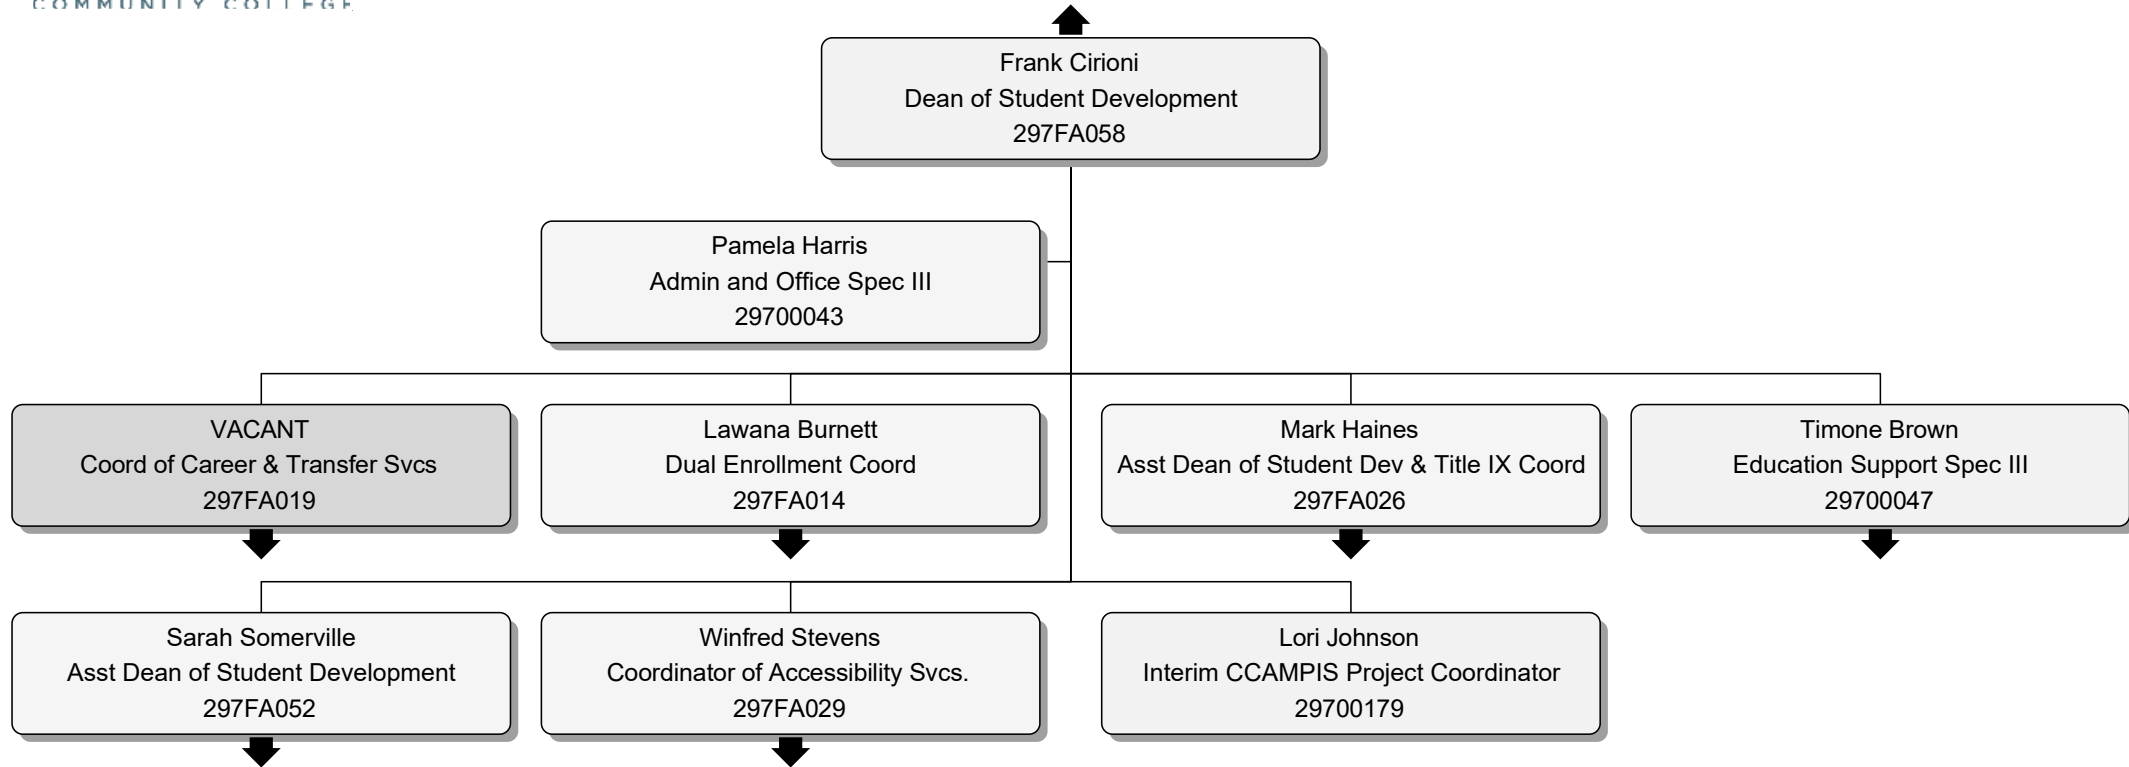 COMMUNITY COLLEGE
Frank Cirioni
Dean of Student Development
297FA058
Pamela Harris
Admin and Office Spec III
29700043
VACANT
Coord of Career & Transfer Svcs
297FA019
Lawana Burnett
Dual Enrollment Coord
297FA014
Mark Haines
Asst Dean of Student Dev & Title IX Coord
297FA026
Timone Brown
Education Support Spec III
29700047
Sarah Somerville
Asst Dean of Student Development
297FA052
Winfred Stevens
Coordinator of Accessibility Svcs.
297FA029
Lori Johnson
Interim CCAMPIS Project Coordinator
29700179